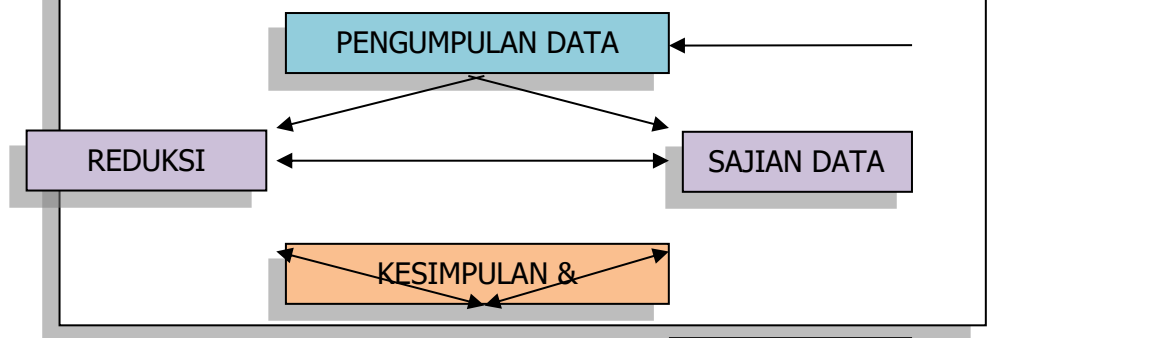 PENGUMPULAN DATA
REDUKSI
SAJIAN DATA
KESIMPULAN &